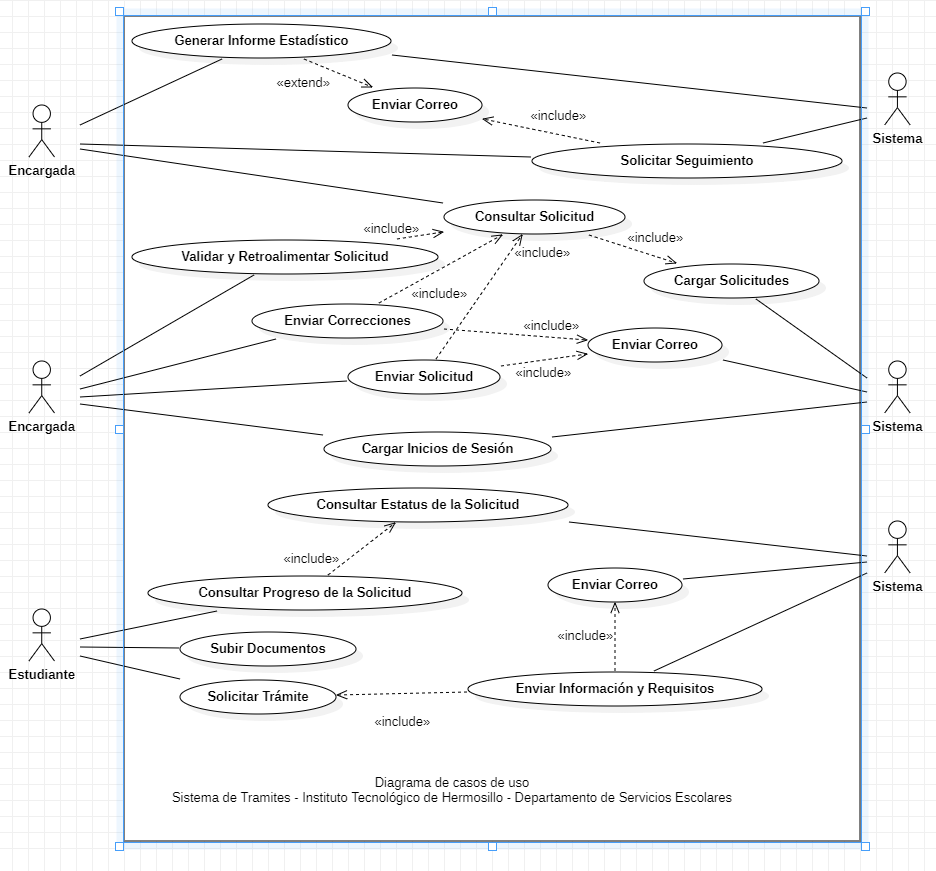 Generar Informe Estadístico
«extend»
Enviar Correo
«include»
Sistema
Encargada
Solicitar Seguimiento
Consultar Solicitud
«include»
«include»
«include»
Validar y Retroalimentar Solicitud
Cargar Solicitudes
«include»
Enviar Correcciones
«include»
Enviar Correo
Enviar Solicitud
«include»
Encargada
Sistema
Cargar Inicios de Sesión
Consultar Estatus de la Solicitud
«include»
Enviar Correo
Sistema
Consultar Progreso de la Solicitud
«include»
Subir Documentos
Estudiante
Solicitar Trámite
Enviar Información y Requisitos
«include»
Diagrama de casos de uso
Sistema de Tramites - Instituto Tecnológico de Hermosillo - Departamento de Servicios Escolares